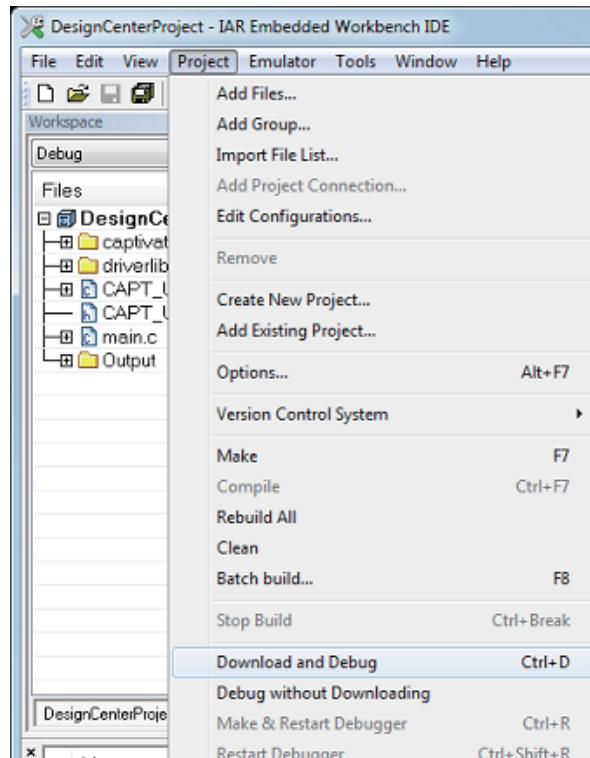 DesignCenterProject - IAR Embedded Workbench IDE
File Edit View Project Emulator Tools Window Help
Workspace
Debug
Files
DesignCe
captivat
driverlib
CAPT_U
CAPT_U
main.c
Output
DesignCenterProje
Add Files...
Add Group...
Import File List...
Add Project Connection...
Edit Configurations...
Remove
Create New Project...
Add Existing Project...
Options... Alt+F7
Version Control System
Make F7
Compile Ctrl+F7
Rebuild All
Clean
Batch build... F8
Stop Build Ctrl+Break
Download and Debug Ctrl+D
Debug without Downloading
Make & Restart Debugger Ctrl+R
Restart Debugger Ctrl+Shift+R